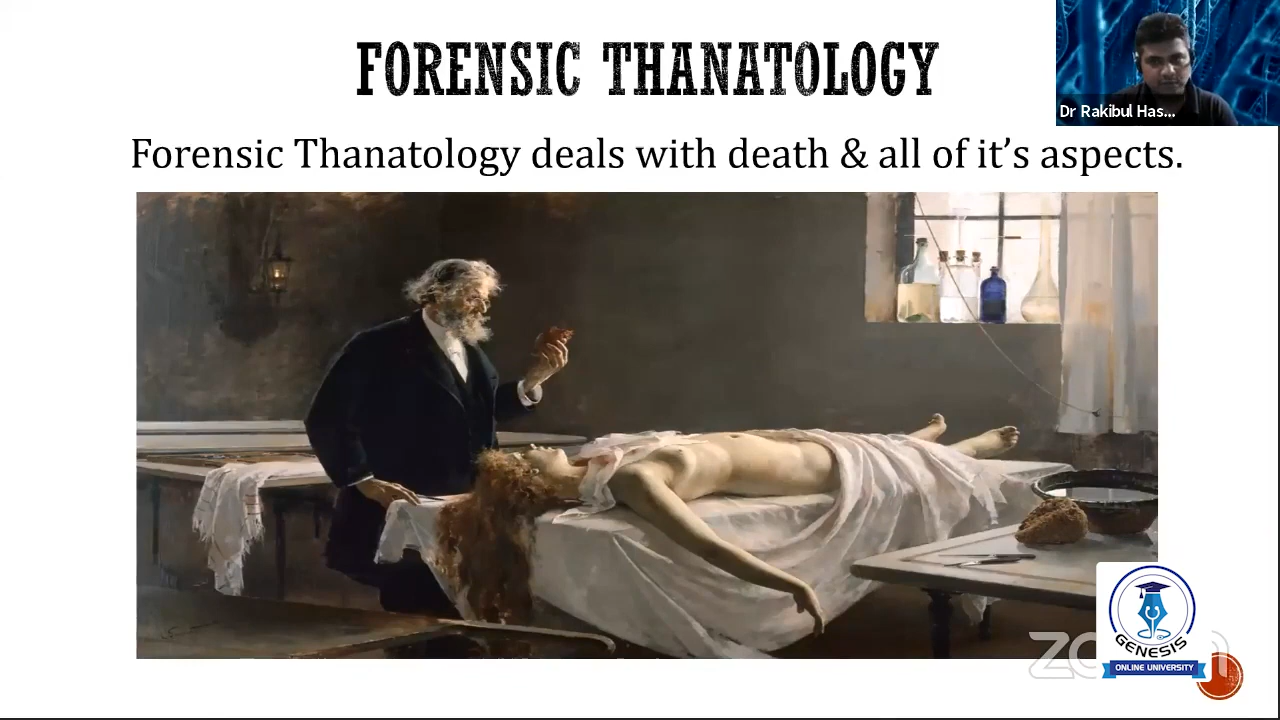 FORENSIC THANATOLOGY
Dr Rakibul Has...
Forensic Thanatology deals with death & all of it's aspects.
GENESIS
ONLINE UNIVERSITY